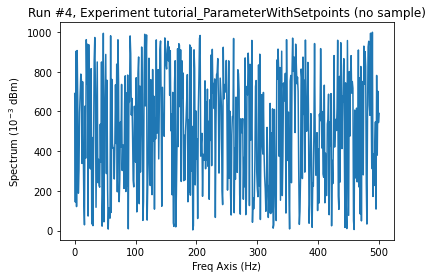 Run #4, Experiment tutorial_ParameterWithSetpoints (no sample)
1000
800
600
400
200
0
Spectrum (10⁻³ dBm)
0 100 200 300 400 500
Freq Axis (Hz)